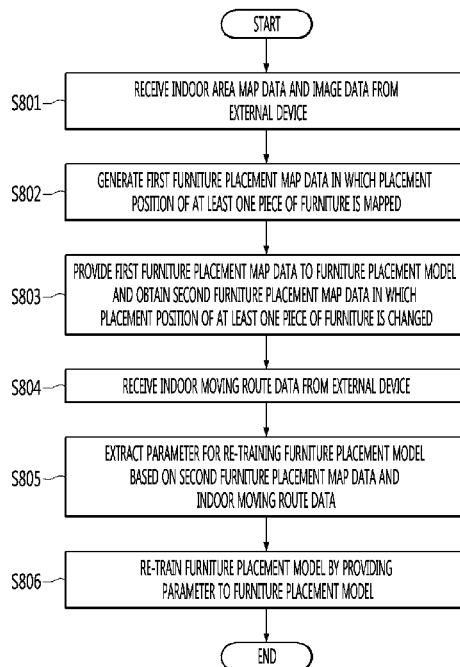 START
S801
RECEIVE INDOOR AREA MAP DATA AND IMAGE DATA FROM
EXTERNAL DEVICE
S802
GENERATE FIRST FURNITURE PLACEMENT MAP DATA IN WHICH PLACEMENT
POSITION OF AT LEAST ONE PIECE OF FURNITURE IS MAPPED
S803
PROVIDE FIRST FURNITURE PLACEMENT MAP DATA TO FURNITURE PLACEMENT MODEL
AND OBTAIN SECOND FURNITURE PLACEMENT MAP DATA IN WHICH
PLACEMENT POSITION OF AT LEAST ONE PIECE OF FURNITURE IS CHANGED
S804
RECEIVE INDOOR MOVING ROUTE DATA FROM EXTERNAL DEVICE
S805
EXTRACT PARAMETER FOR RE-TRAINING FURNITURE PLACEMENT MODEL
BASED ON SECOND FURNITURE PLACEMENT MAP DATA AND
INDOOR MOVING ROUTE DATA
S806
RE-TRAIN FURNITURE PLACEMENT MODEL BY PROVIDING
PARAMETER TO FURNITURE PLACEMENT MODEL
END